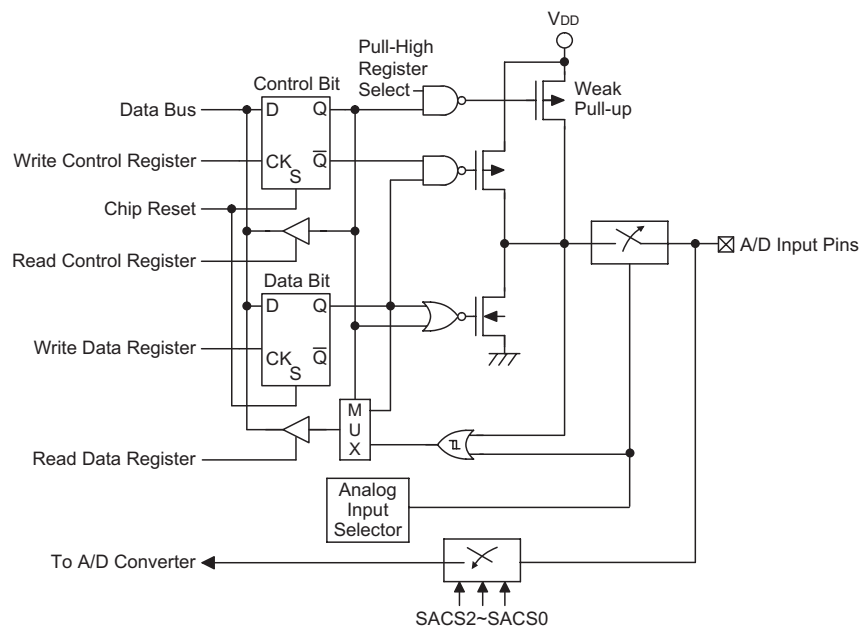 VDD
Pull-High
Register
Select
Weak
Pull-up
Control Bit
Data Bus
D
Q
Write Control Register
CK
Q̅
S
Chip Reset
Read Control Register
A/D Input Pins
Data Bit
D
Q
Write Data Register
CK
Q̅
S
M
U
X
Read Data Register
Analog
Input
Selector
To A/D Converter
SACS2~SACS0